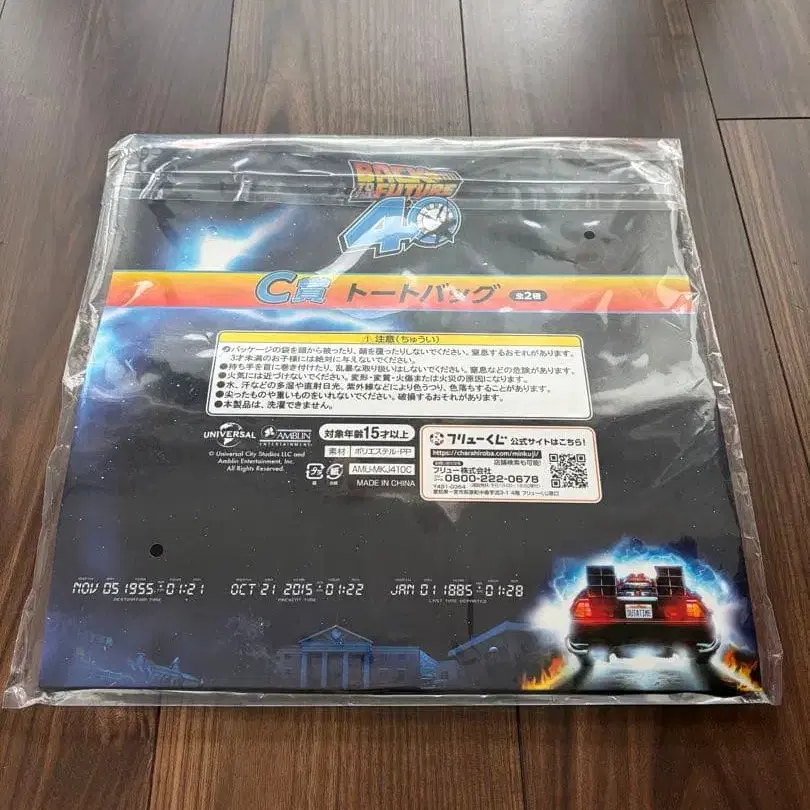 BACK TO THE FUTURE
40
C賞 トートバッグ 全2種
注意(ちゅうい)
パッケージの袋を頭から被ったり、顔を覆ったりしないでください。窒息するおそれがあります。
3才未満のお子様には絶対に与えないでください。
●持ち手を首に巻き付けたり、乱暴な取り扱いはしないでください。窒息などの危険があります。
●火気には近づけないでください。変形・変質・火傷または火災の原因になります。
●水、汗などの多湿や直射日光、紫外線などにより色うつり、色落ちすることがあります。
●尖ったものや重いものをいれないでください。破損するおそれがあります。
●本製品は、洗濯できません。
UNIVERSAL
AMBLIN
ENTERTAINMENT
© Universal City Studios LLC and
Amblin Entertainment, Inc.
All Rights Reserved.
対象年齢15才以上
素材 ポリエステル・PP
AMU-MKJ410C
MADE IN CHINA
フリューくじ 公式サイトはこちら!
https://charahiroba.com/minkuji/
店舗検索も可能!
フリュー株式会社
0800-222-0678
NOV 05 1955 01:21
DESTINATION TIME
OCT 21 2015 01:22
PRESENT TIME
JAN 01 1885 01:28
LAST TIME DEPARTED
OUTATIME